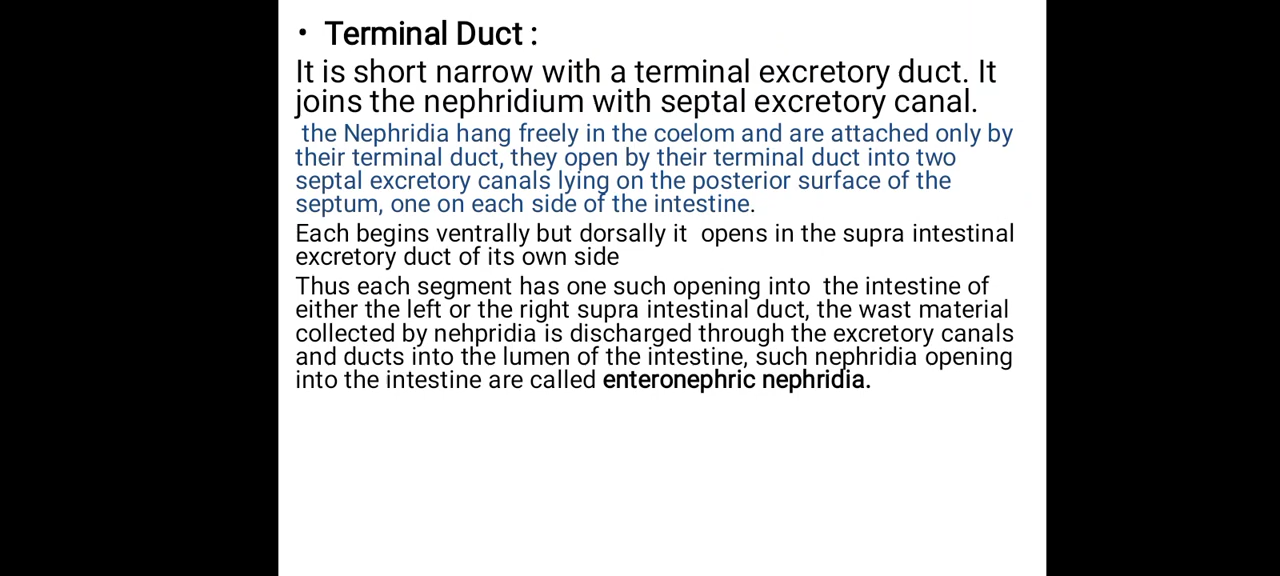 • Terminal Duct :
It is short narrow with a terminal excretory duct. It
joins the nephridium with septal excretory canal.
the Nephridia hang freely in the coelom and are attached only by
their terminal duct, they open by their terminal duct into two
septal excretory canals lying on the posterior surface of the
septum, one on each side of the intestine.
Each begins ventrally but dorsally it opens in the supra intestinal
excretory duct of its own side
Thus each segment has one such opening into the intestine of
either the left or the right supra intestinal duct, the wast material
collected by nehpridia is discharged through the excretory canals
and ducts into the lumen of the intestine, such nephridia opening
into the intestine are called enteronephric nephridia.